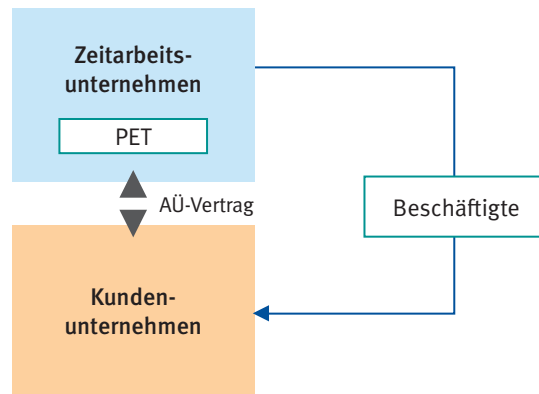 Zeitarbeits-
unternehmen
PET
AÜ-Vertrag
Beschäftigte
Kunden-
unternehmen